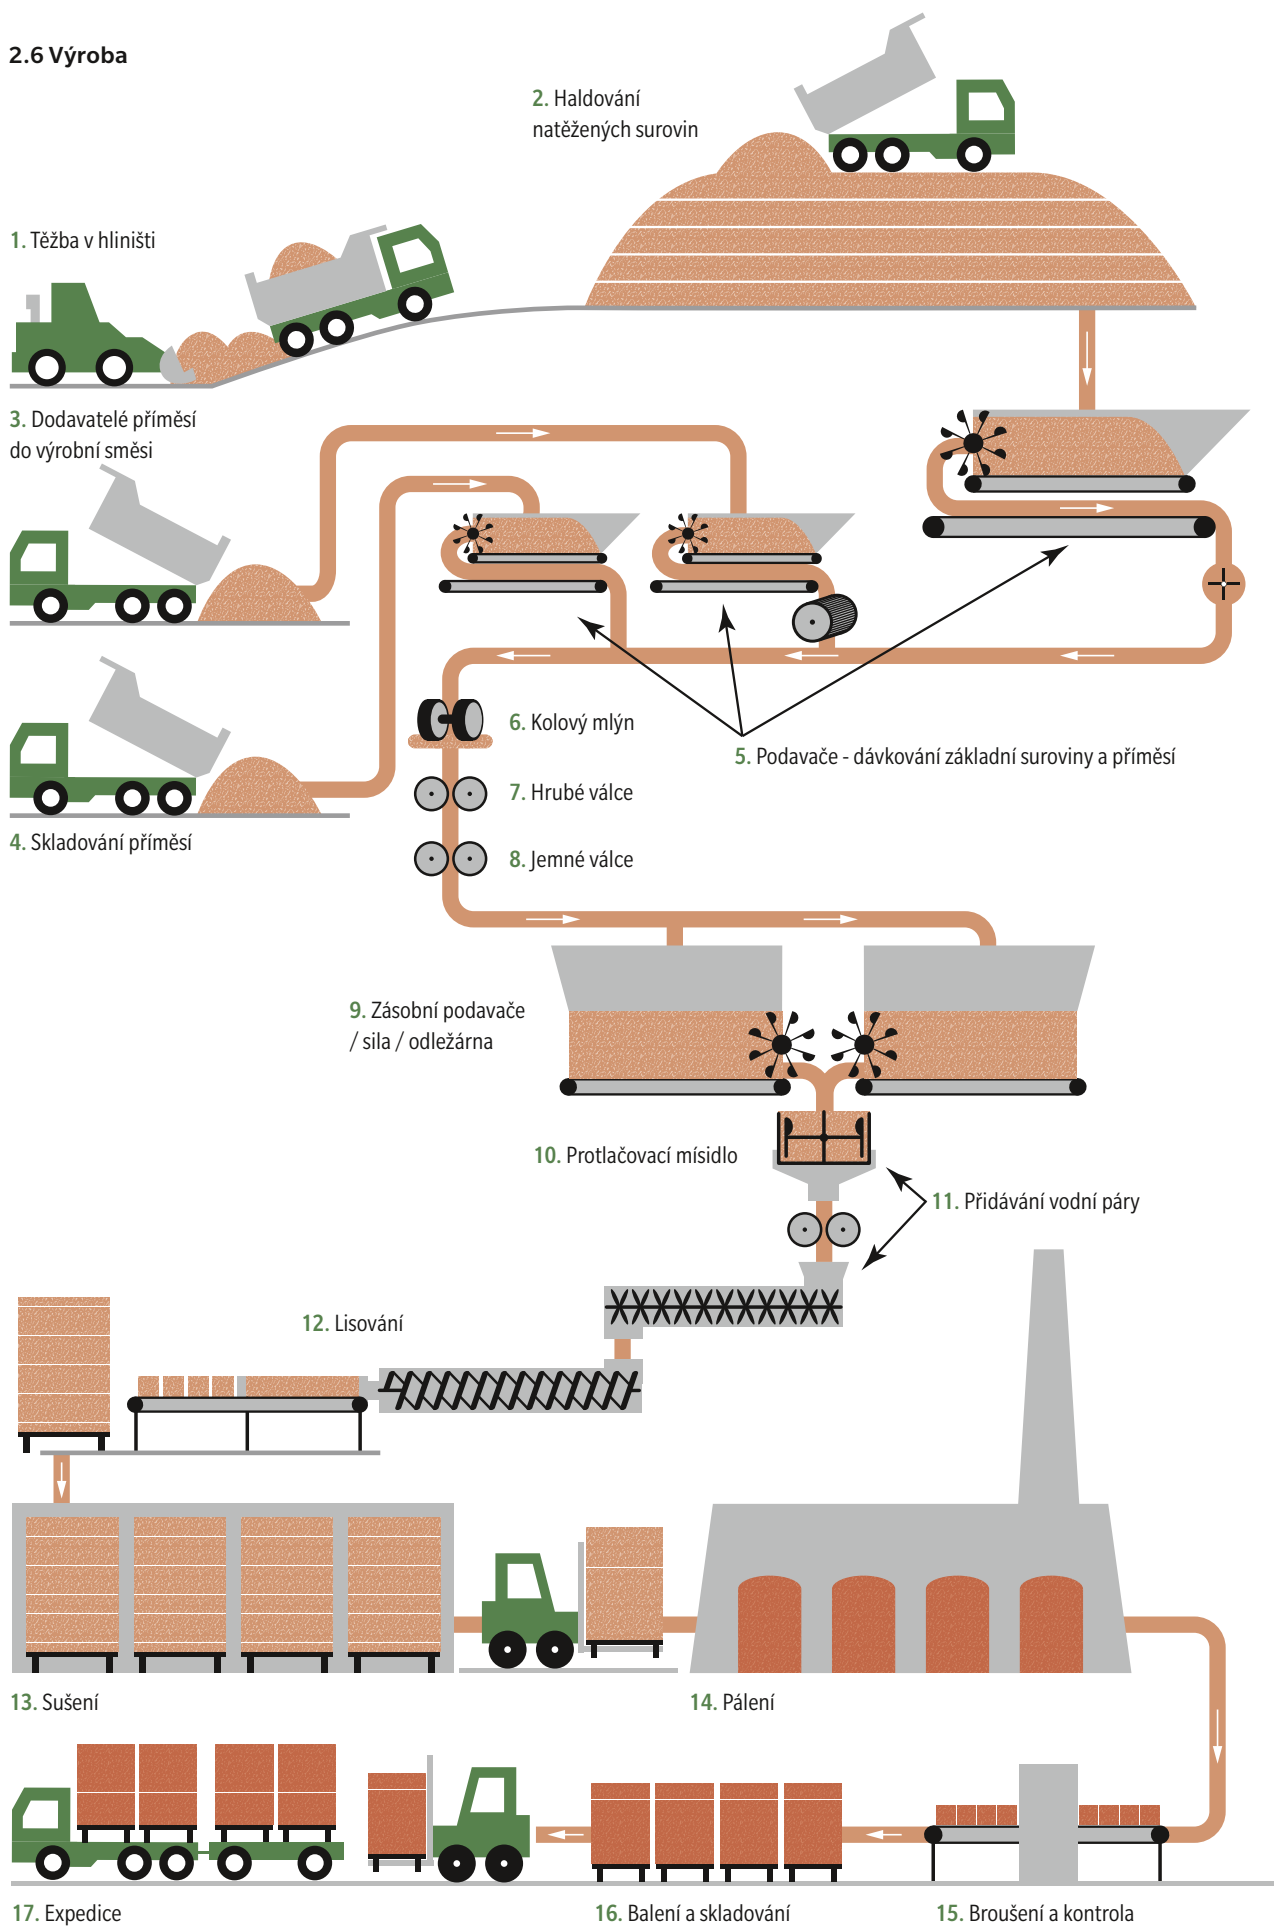 2.6 Výroba
2. Haldování
natěžených surovin
1. Těžba v hliništi
3. Dodavatelé příměsí
do výrobní směsi
4. Skladování příměsí
5. Podavače - dávkování základní suroviny a příměsí
6. Kolový mlýn
7. Hrubé válce
8. Jemné válce
9. Zásobní podavače
/ sila / odležárna
10. Protlačovací mísidlo
11. Přidávání vodní páry
12. Lisování
13. Sušení
14. Pálení
17. Expedice
16. Balení a skladování
15. Broušení a kontrola